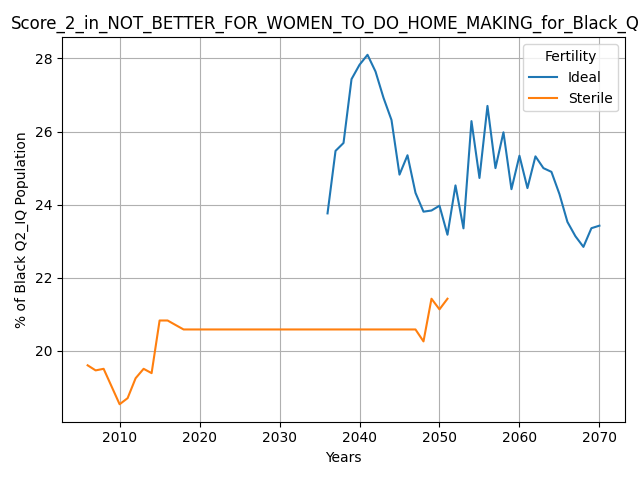 Score_2_in_NOT_BETTER_FOR_WOMEN_TO_DO_HOME_MAKING_for_Black_Q
Fertility
Ideal
Sterile
% of Black Q2_IQ Population
28
26
24
22
20
2010 2020 2030 2040 2050 2060 2070
Years